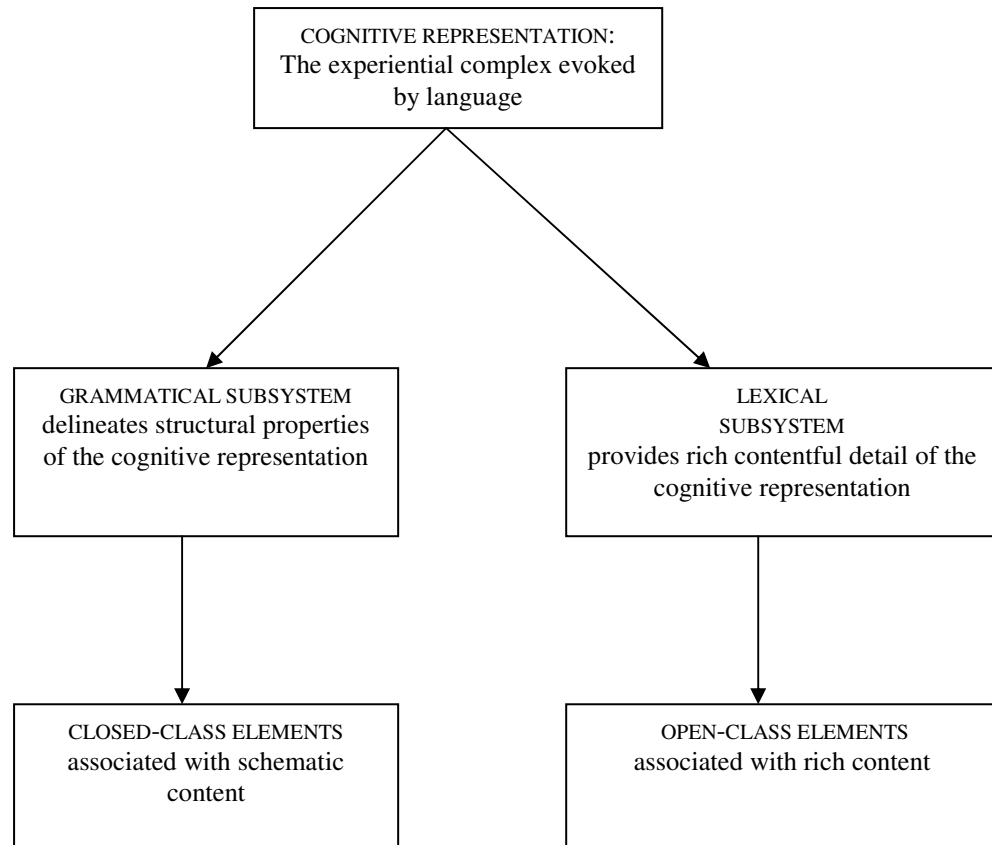 COGNITIVE REPRESENTATION:
The experiential complex evoked
by language
GRAMMATICAL SUBSYSTEM
delineates structural properties
of the cognitive representation
LEXICAL
SUBSYSTEM
provides rich contentful detail of the
cognitive representation
CLOSED-CLASS ELEMENTS
associated with schematic
content
OPEN-CLASS ELEMENTS
associated with rich content